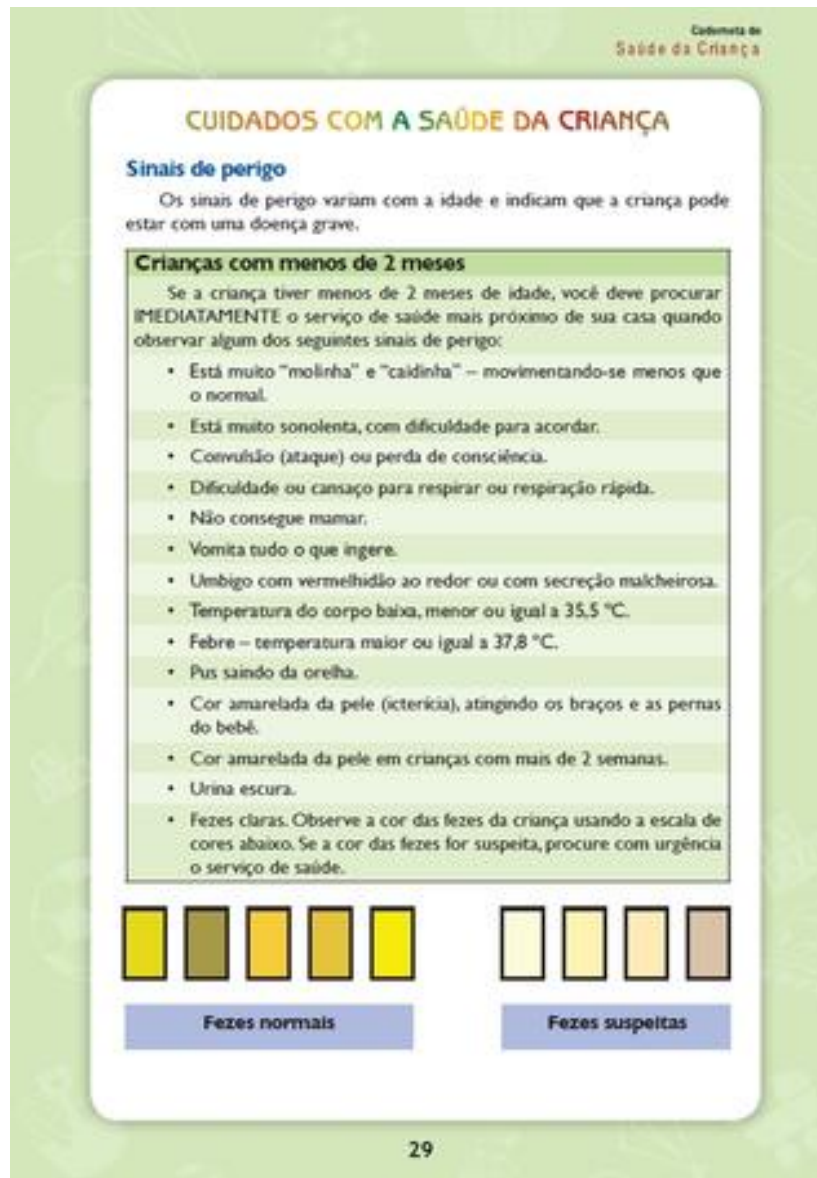 Caderneta de
Saúde da Criança
CUIDADOS COM A SAÚDE DA CRIANÇA
Sinais de perigo
Os sinais de perigo variam com a idade e indicam que a criança pode
estar com uma doença grave.
Crianças com menos de 2 meses
Se a criança tiver menos de 2 meses de idade, você deve procurar
IMEDIATAMENTE o serviço de saúde mais próximo de sua casa quando
observar algum dos seguintes sinais de perigo:
• Está muito "molinha" e "caidinha" – movimentando-se menos que
o normal.
• Está muito sonolenta, com dificuldade para acordar.
• Convulsão (ataque) ou perda de consciência.
• Dificuldade ou cansaço para respirar ou respiração rápida.
• Não consegue mamar.
• Vomita tudo o que ingere.
• Umbigo com vermelhidão ao redor ou com secreção malcheirosa.
• Temperatura do corpo baixa, menor ou igual a 35,5 °C.
• Febre – temperatura maior ou igual a 37,8 °C.
• Pus saindo da orelha.
• Cor amarelada da pele (icterícia), atingindo os braços e as pernas
do bebê.
• Cor amarelada da pele em crianças com mais de 2 semanas.
• Urina escura.
• Fezes claras. Observe a cor das fezes da criança usando a escala de
cores abaixo. Se a cor das fezes for suspeita, procure com urgência
o serviço de saúde.
Fezes normais
Fezes suspeitas
29